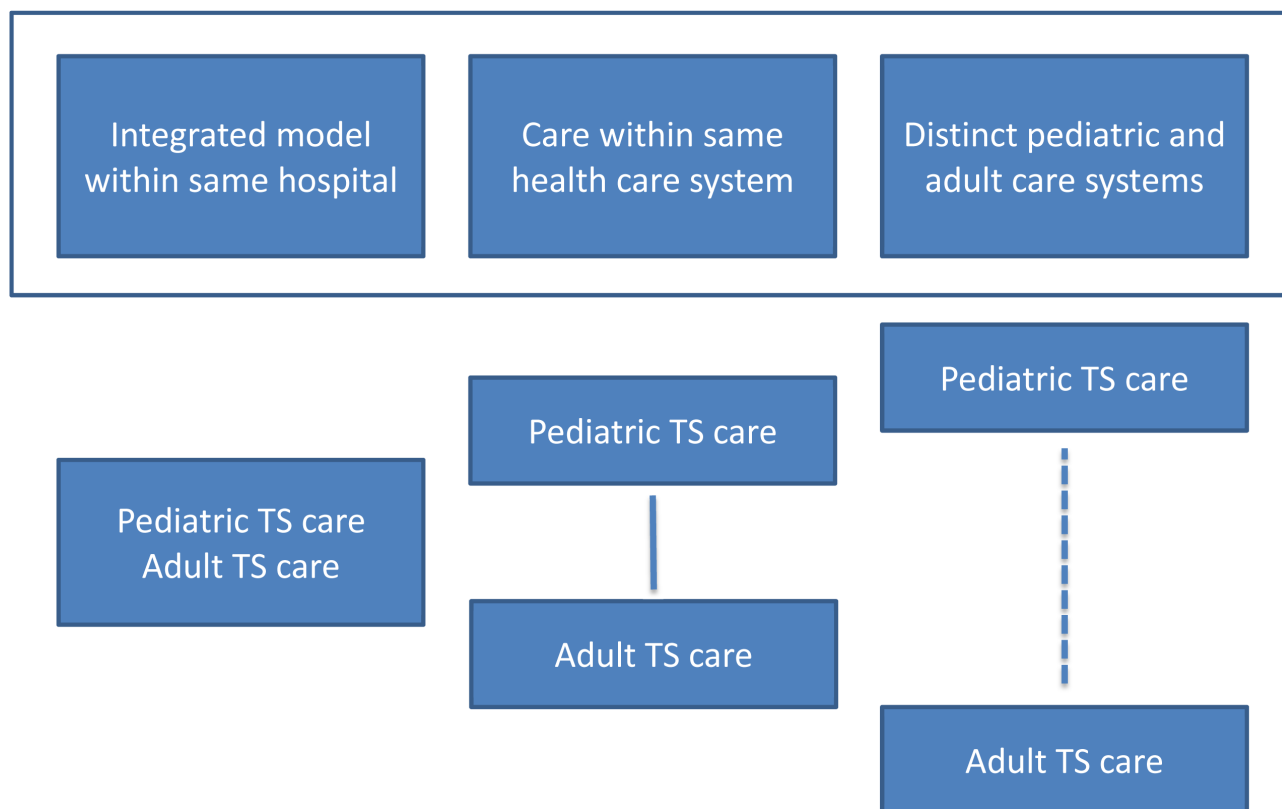 Integrated model
within same hospital
Care within same
health care system
Distinct pediatric and
adult care systems
Pediatric TS care
Adult TS care
Pediatric TS care
Adult TS care
Pediatric TS care
Adult TS care